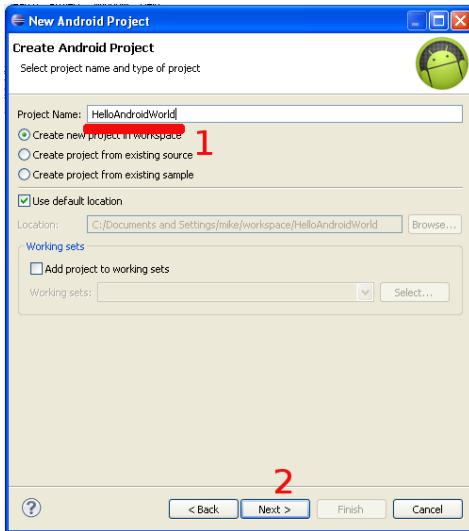 New Android Project
Create Android Project
Select project name and type of project
Project Name: HelloAndroidWorld
Create new project in workspace
1
Create project from existing source
Create project from existing sample
Use default location
Location: C:/Documents and Settings/mike/workspace/HelloAndroidWorld Browse...
Working sets
Add project to working sets
Working sets: Select...
2
? < Back Next > Finish Cancel